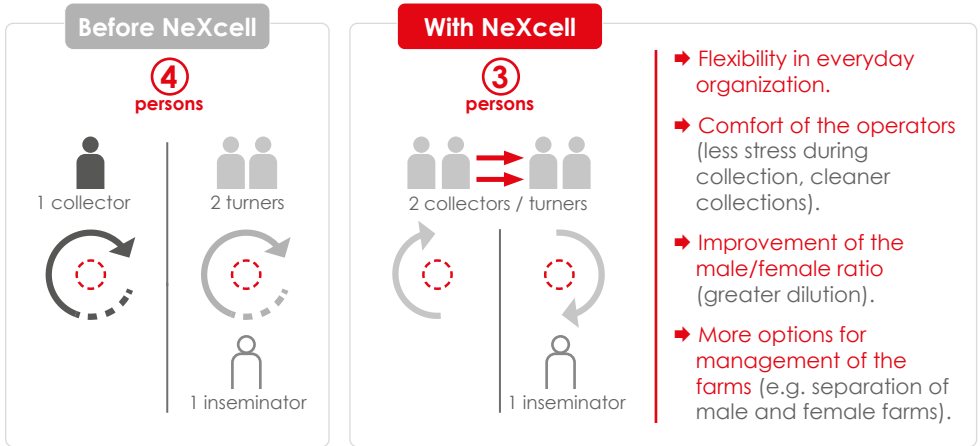 Before NeXcell
4
persons
1 collector
2 turners
1 inseminator
With NeXcell
3
persons
2 collectors / turners
1 inseminator
Flexibility in everyday
organization.
Comfort of the operators
(less stress during
collection, cleaner
collections).
Improvement of the
male/female ratio
(greater dilution).
More options for
management of the
farms (e.g. separation of
male and female farms).